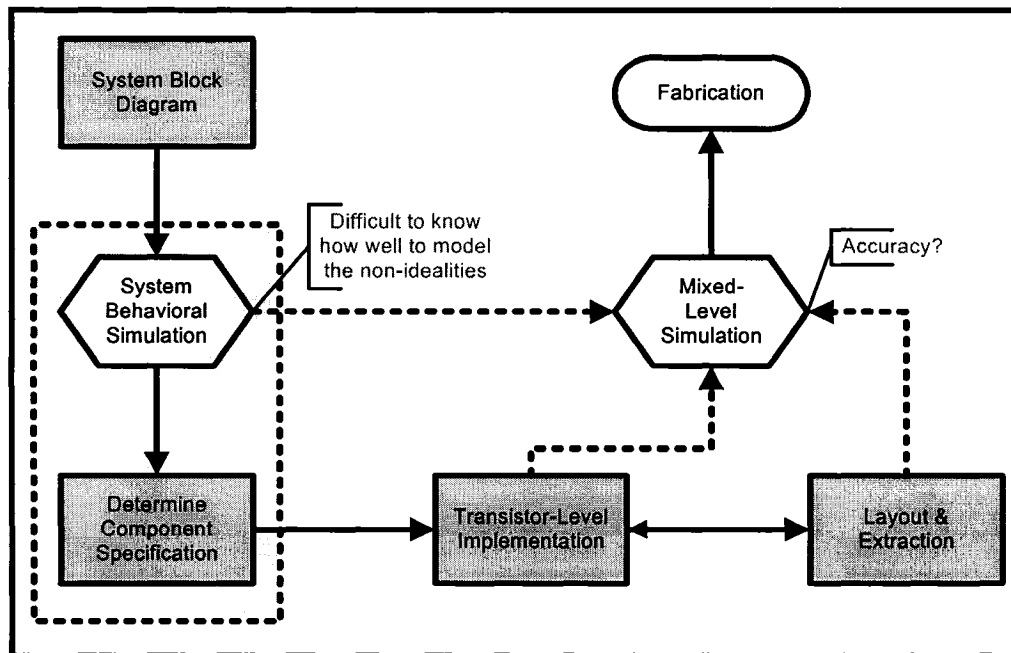 System Block
Diagram
Fabrication
Difficult to know
how well to model
the non-idealities
Accuracy?
System
Behavioral
Simulation
Mixed-
Level
Simulation
Determine
Component
Specification
Transistor-Level
Implementation
Layout &
Extraction